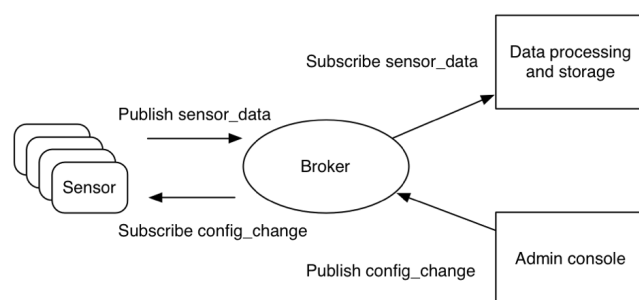 Data processing
and storage
Subscribe sensor_data
Publish sensor_data
Broker
Sensor
Subscribe config_change
Admin console
Publish config_change